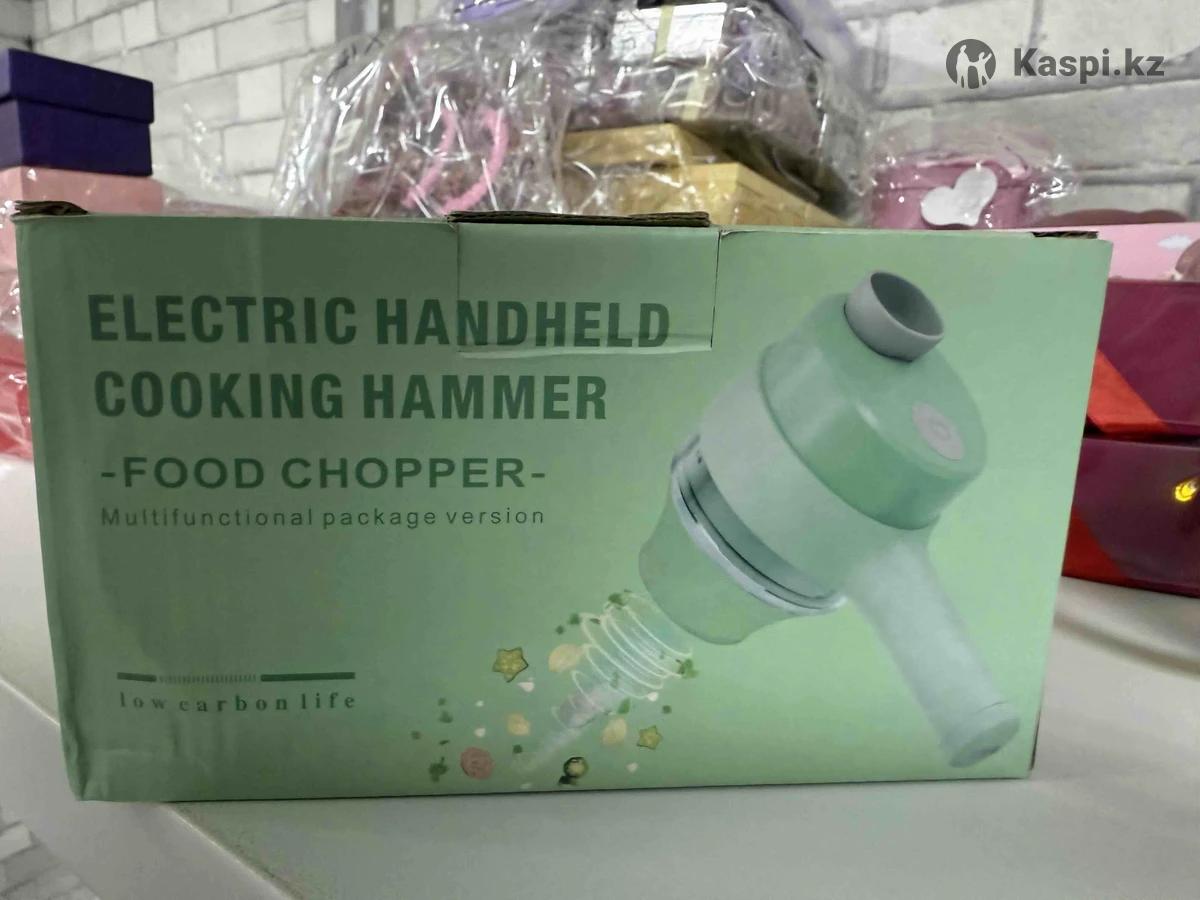 Kaspi.kz
ELECTRIC HANDHELD
COOKING HAMMER
-FOOD CHOPPER-
Multifunctional package version
low carbon life